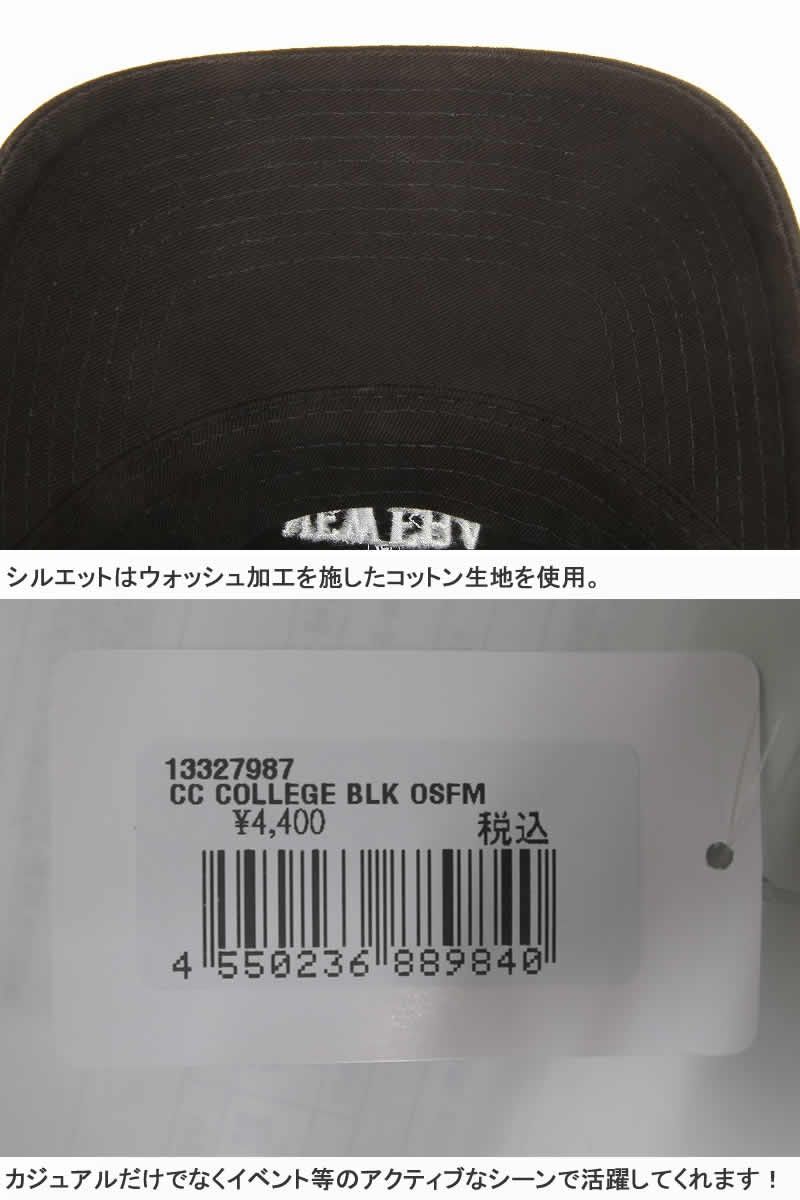 シルエットはウォッシュ加工を施したコットン生地を使用。
13327987
CC COLLEGE BLK OSFM
¥4,400 税込
4 550236 889840
カジュアルだけでなくイベント等のアクティブなシーンで活躍してくれます！